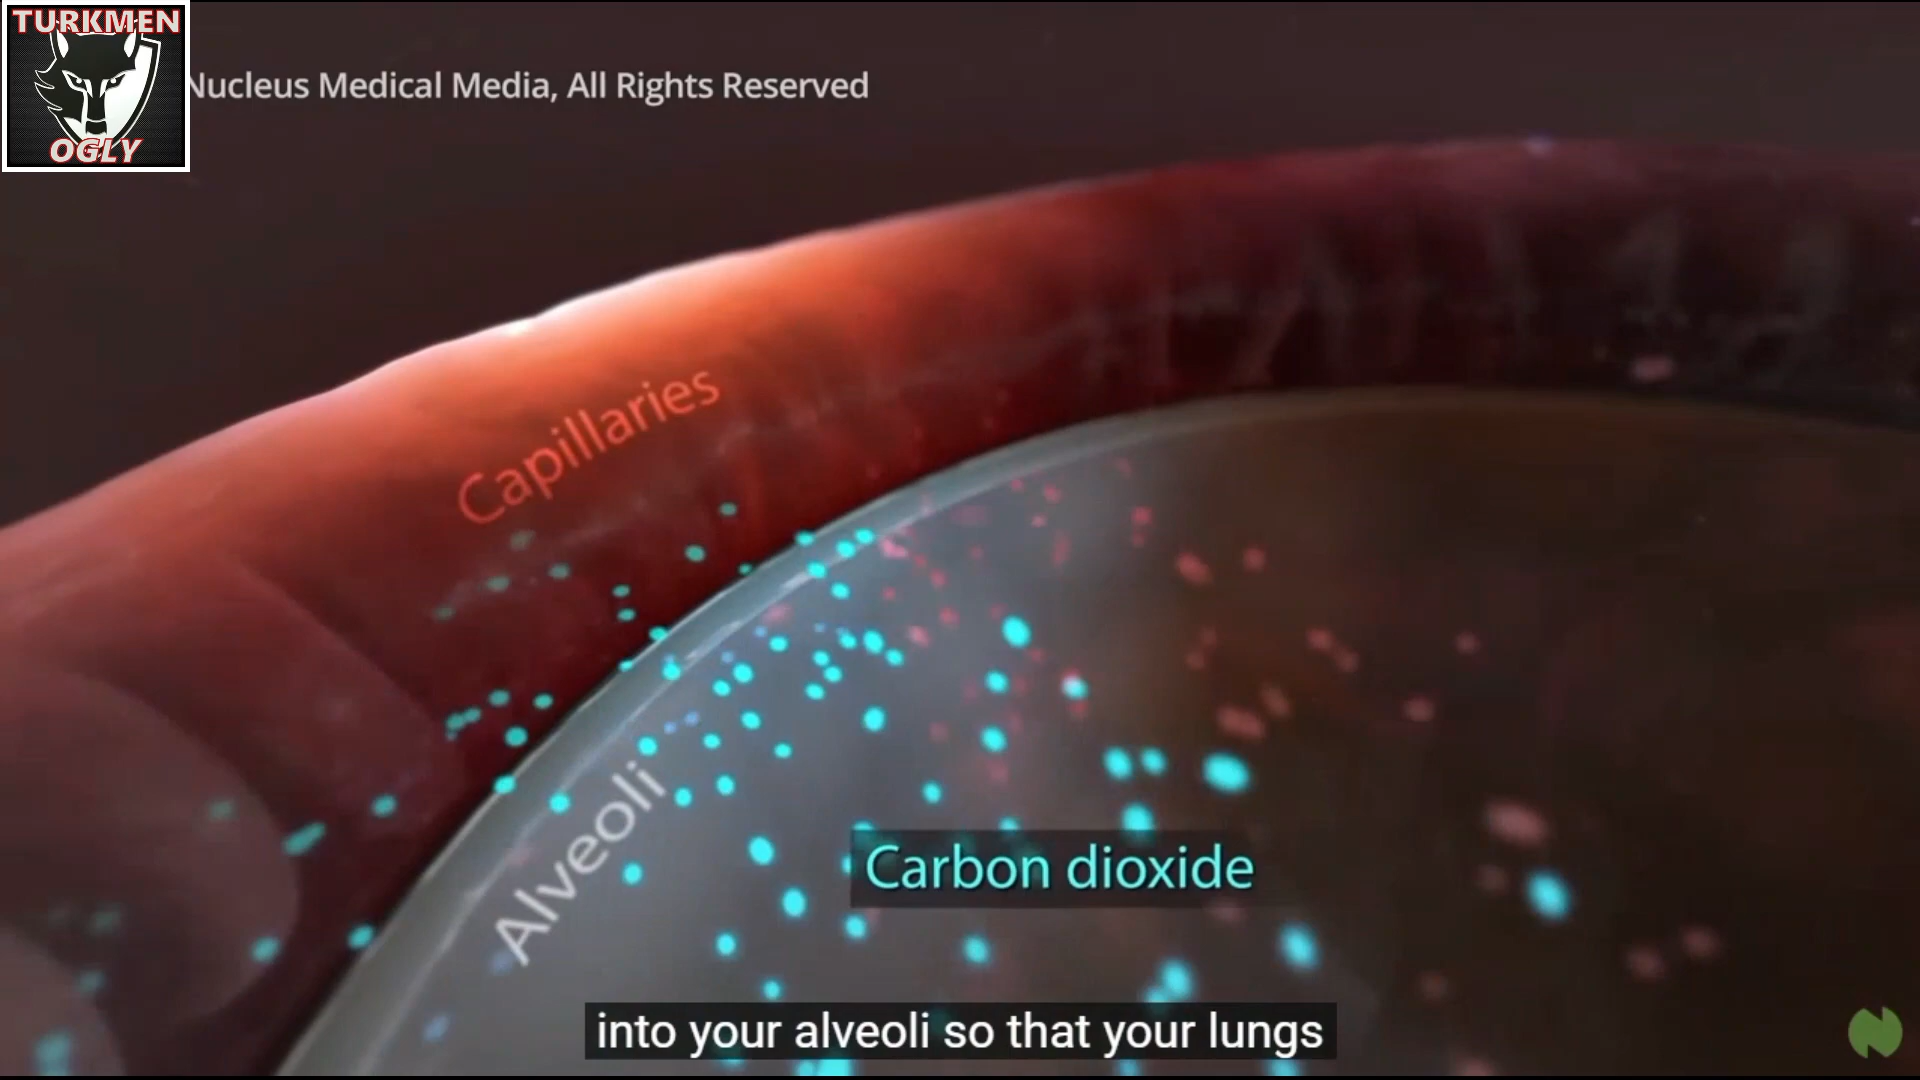 TURKMEN
OGLY
Nucleus Medical Media, All Rights Reserved
Capillaries
Alveoli
Carbon dioxide
into your alveoli so that your lungs